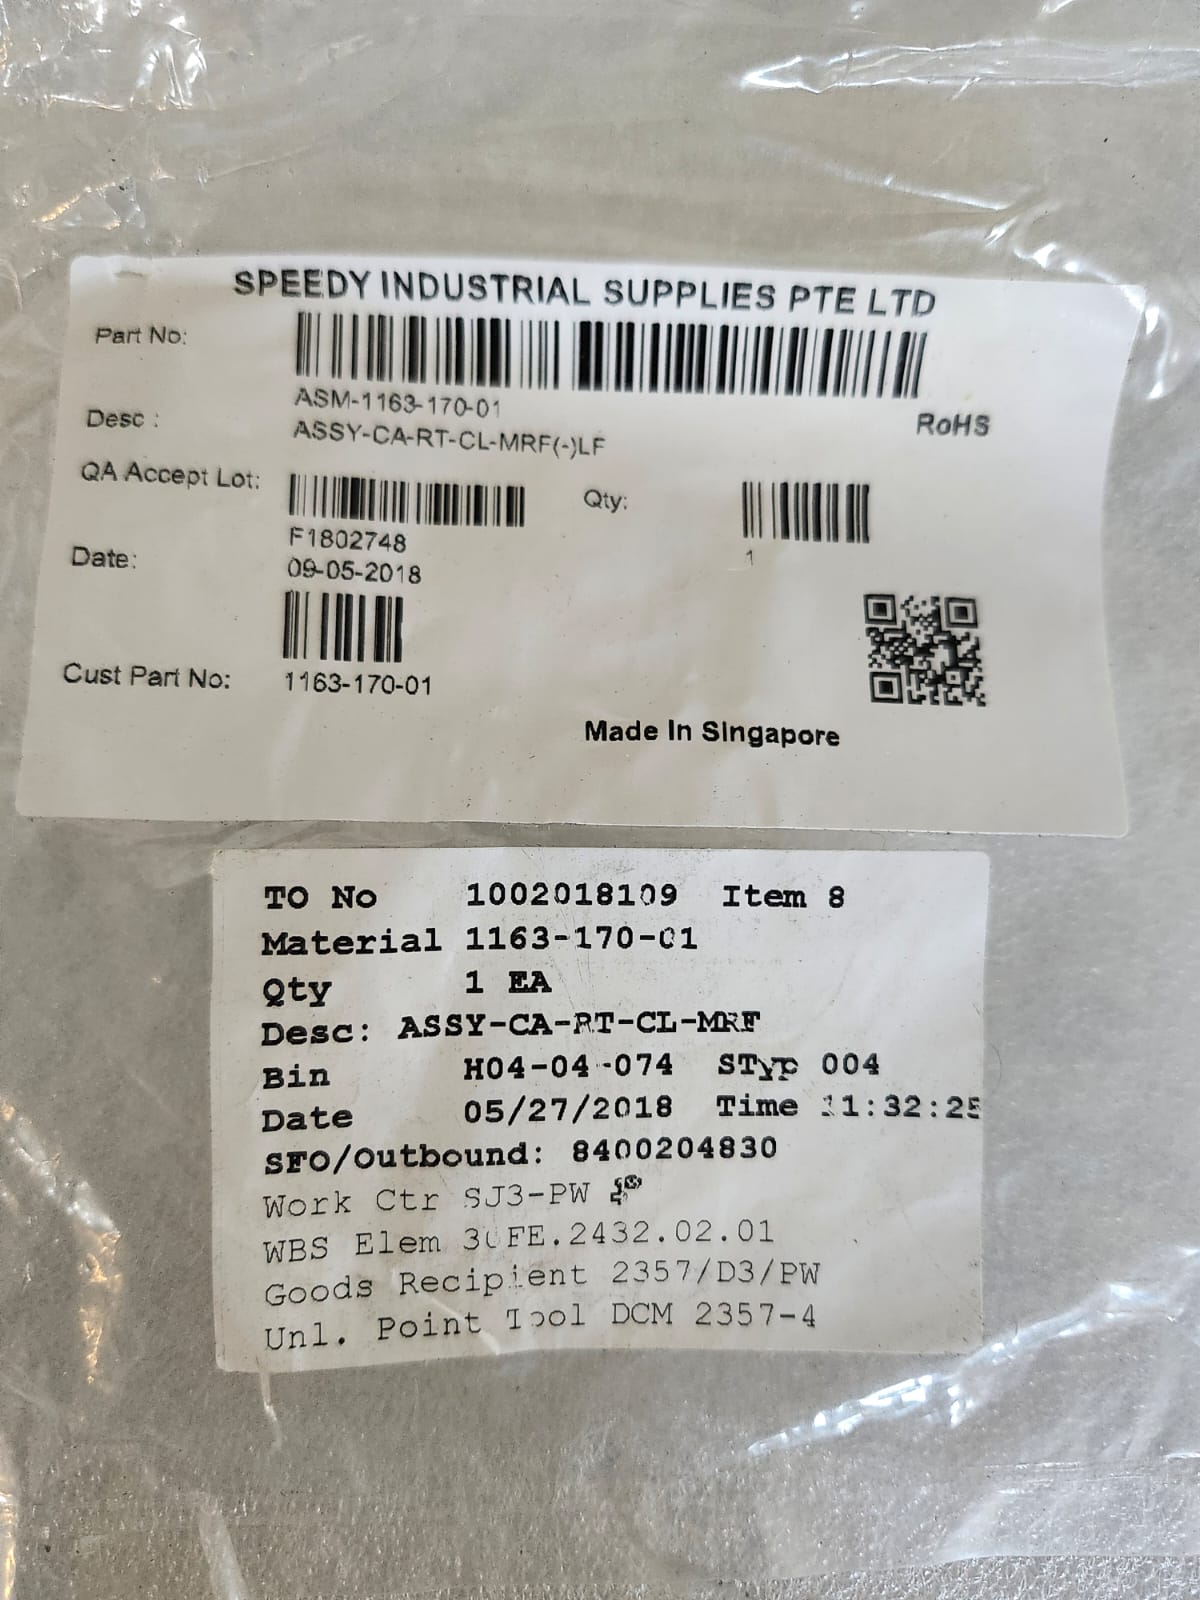 SPEEDY INDUSTRIAL SUPPLIES PTE LTD
Part No:
ASM-1163-170-01
RoHS
Desc : ASSY-CA-RT-CL-MRF(-)LF
QA Accept Lot:
F1802748
Qty:
1
Date: 09-05-2018
Cust Part No: 1163-170-01
Made In Singapore
TO No 1002018109 Item 8
Material 1163-170-01
Qty 1 EA
Desc: ASSY-CA-RT-CL-MRF
Bin H04-04-074 STyp 004
Date 05/27/2018 Time 11:32:25
SFO/Outbound: 8400204830
Work Ctr SJ3-PW
WBS Elem
Goods Recipient 2357/D3/PW
Unl. Point Tool DCM 2357-4